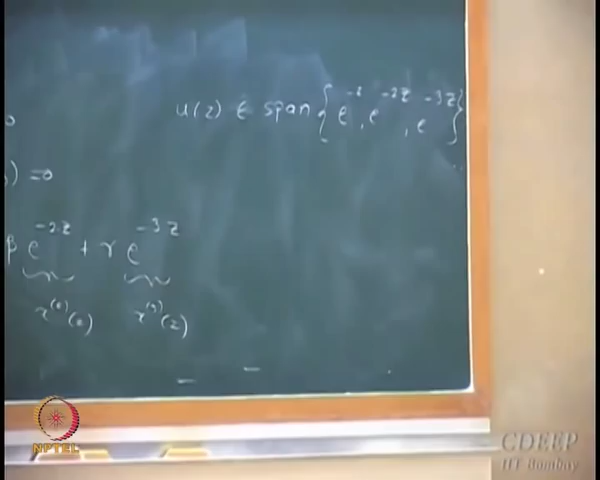 u(z) ∈ span { e^-z, e^-2z, e^-3z }
) = 0
β e^-2z + γ e^-3z
x^(2)(z) x^(3)(z)
NPTEL
CDEEP
IIT Bombay